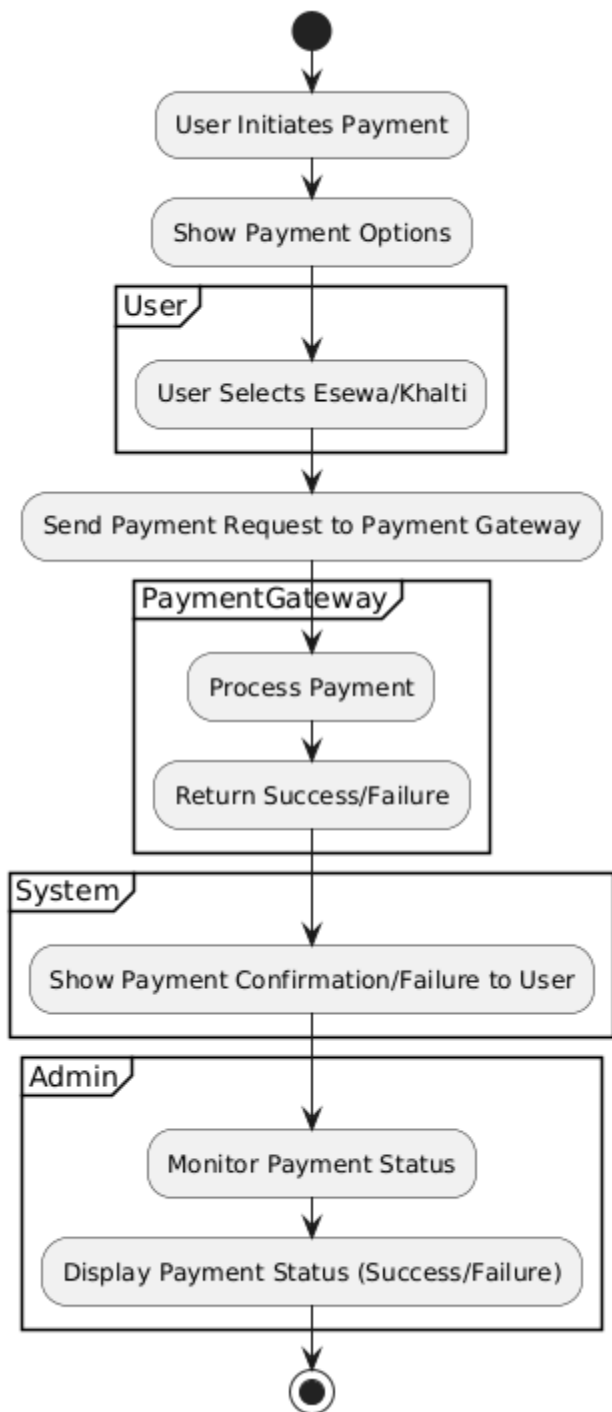 User Initiates Payment
Show Payment Options
User
User Selects Esewa/Khalti
Send Payment Request to Payment Gateway
PaymentGateway
Process Payment
Return Success/Failure
System
Show Payment Confirmation/Failure to User
Admin
Monitor Payment Status
Display Payment Status (Success/Failure)